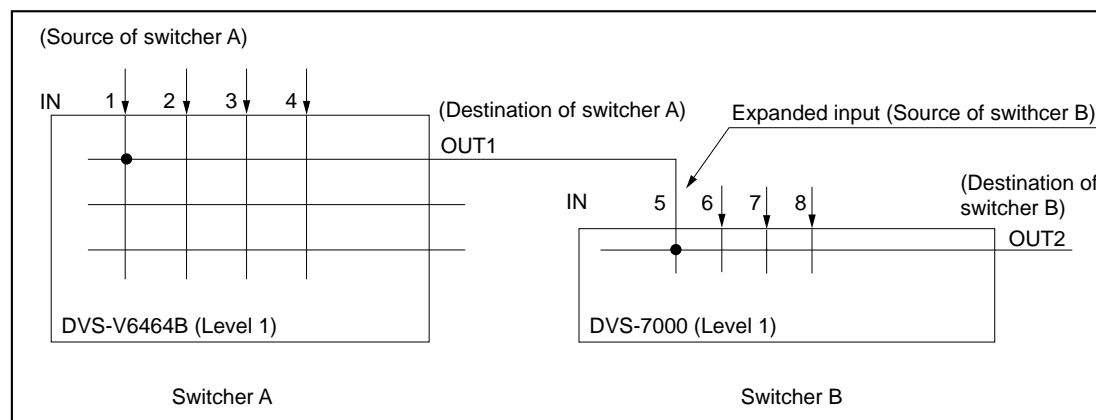 (Source of switcher A)
IN 1 2 3 4
(Destination of switcher A)
OUT1
Expanded input (Source of swithcer B)
IN 5 6 7 8
(Destination of
switcher B)
OUT2
DVS-V6464B (Level 1)
DVS-7000 (Level 1)
Switcher A
Switcher B